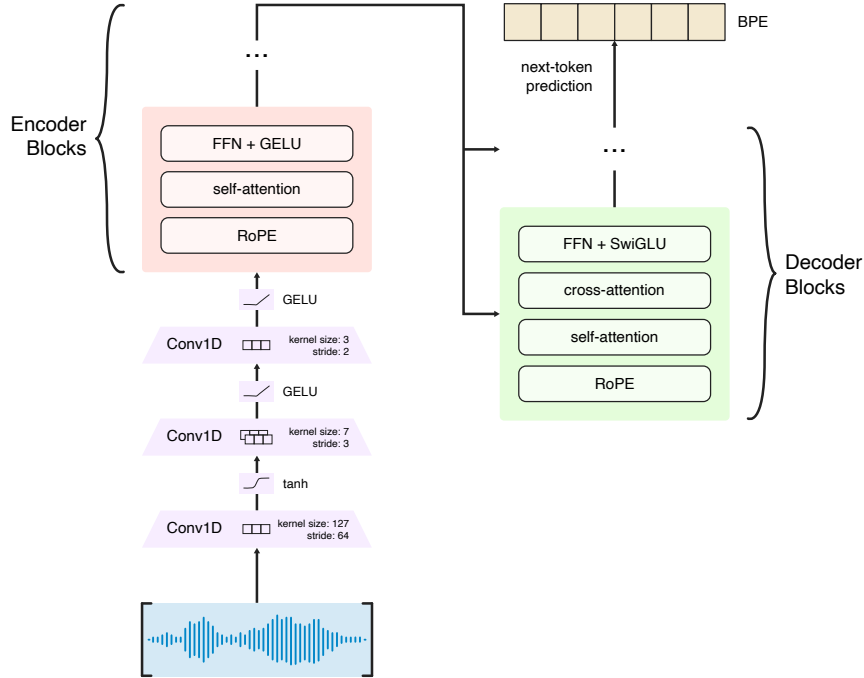 BPE
next-token
prediction
...
...
Encoder
Blocks
FFN + GELU
self-attention
RoPE
FFN + SwiGLU
cross-attention
self-attention
RoPE
Decoder
Blocks
GELU
Conv1D
kernel size: 3
stride: 2
GELU
Conv1D
kernel size: 7
stride: 3
tanh
Conv1D
kernel size: 127
stride: 64